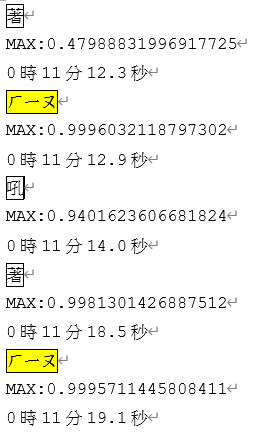 著
MAX:0.47988831996917725
0時11分12.3秒
ㄏㄧㄡ
MAX:0.9996032118797302
0時11分12.9秒
吼
MAX:0.9401623606681824
0時11分14.0秒
著
MAX:0.9981301426887512
0時11分18.5秒
ㄏㄧㄡ
MAX:0.9995711445808411
0時11分19.1秒